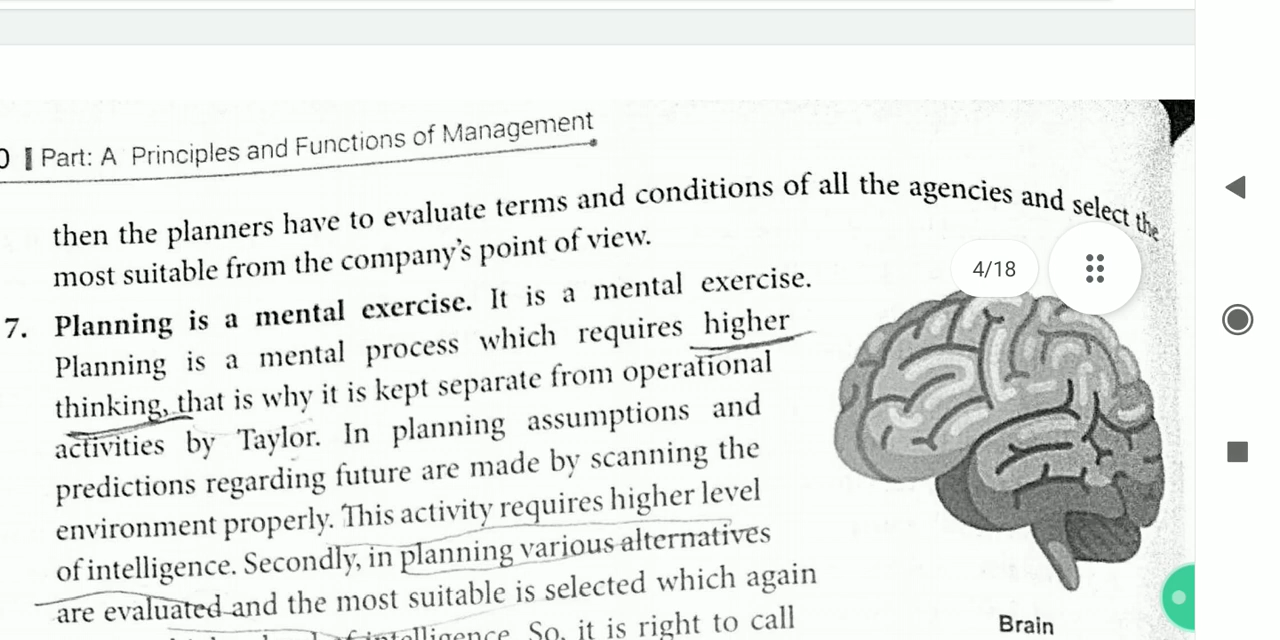 Part: A Principles and Functions of Management
then the planners have to evaluate terms and conditions of all the agencies and select the
most suitable from the company's point of view.
4/18
7. Planning is a mental exercise. It is a mental exercise.
Planning is a mental process which requires higher
thinking, that is why it is kept separate from operational
activities by Taylor. In planning assumptions and
predictions regarding future are made by scanning the
environment properly. This activity requires higher level
of intelligence. Secondly, in planning various alternatives
are evaluated and the most suitable is selected which again
of intelligence. So, it is right to call
Brain